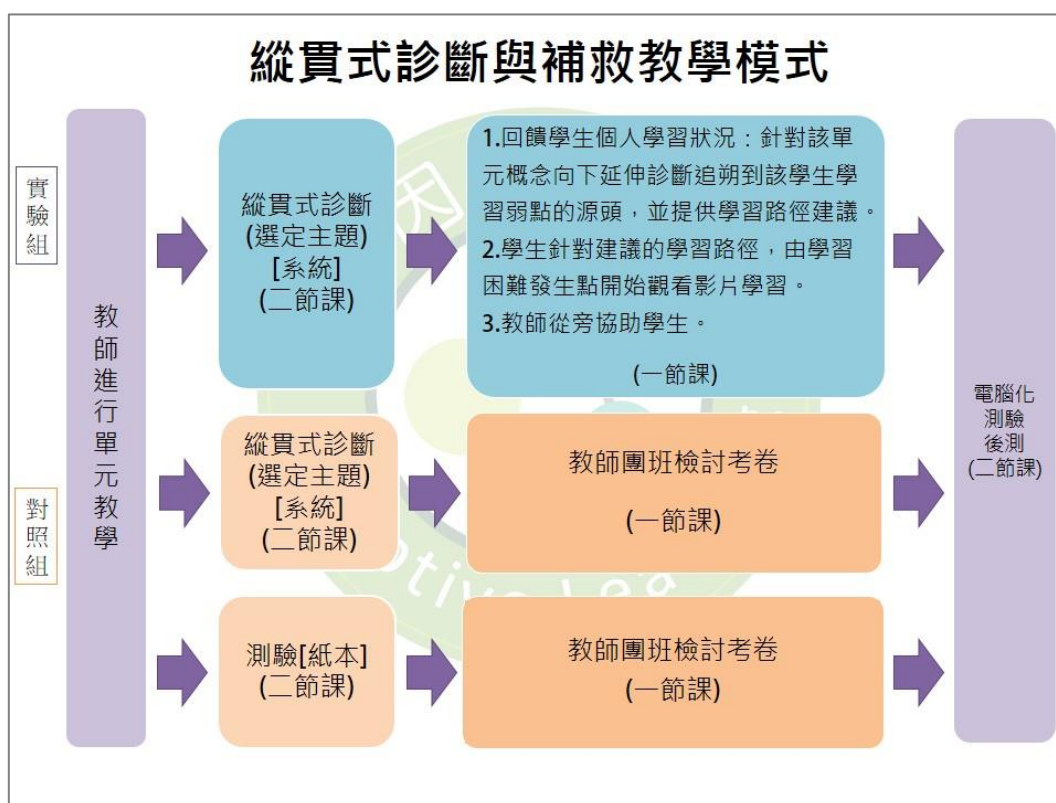 縱貫式診斷與補救教學模式
實驗組
對照組
教師進行單元教學
縱貫式診斷
(選定主題)
[系統]
(二節課)
1.回饋學生個人學習狀況：針對該單
元概念向下延伸診斷追朔到該學生學
習弱點的源頭，並提供學習路徑建議。
2.學生針對建議的學習路徑，由學習
困難發生點開始觀看影片學習。
3.教師從旁協助學生。
(一節課)
縱貫式診斷
(選定主題)
[系統]
(二節課)
教師團班檢討考卷
(一節課)
測驗[紙本]
(二節課)
教師團班檢討考卷
(一節課)
電腦化
測驗
後測
(二節課)
因